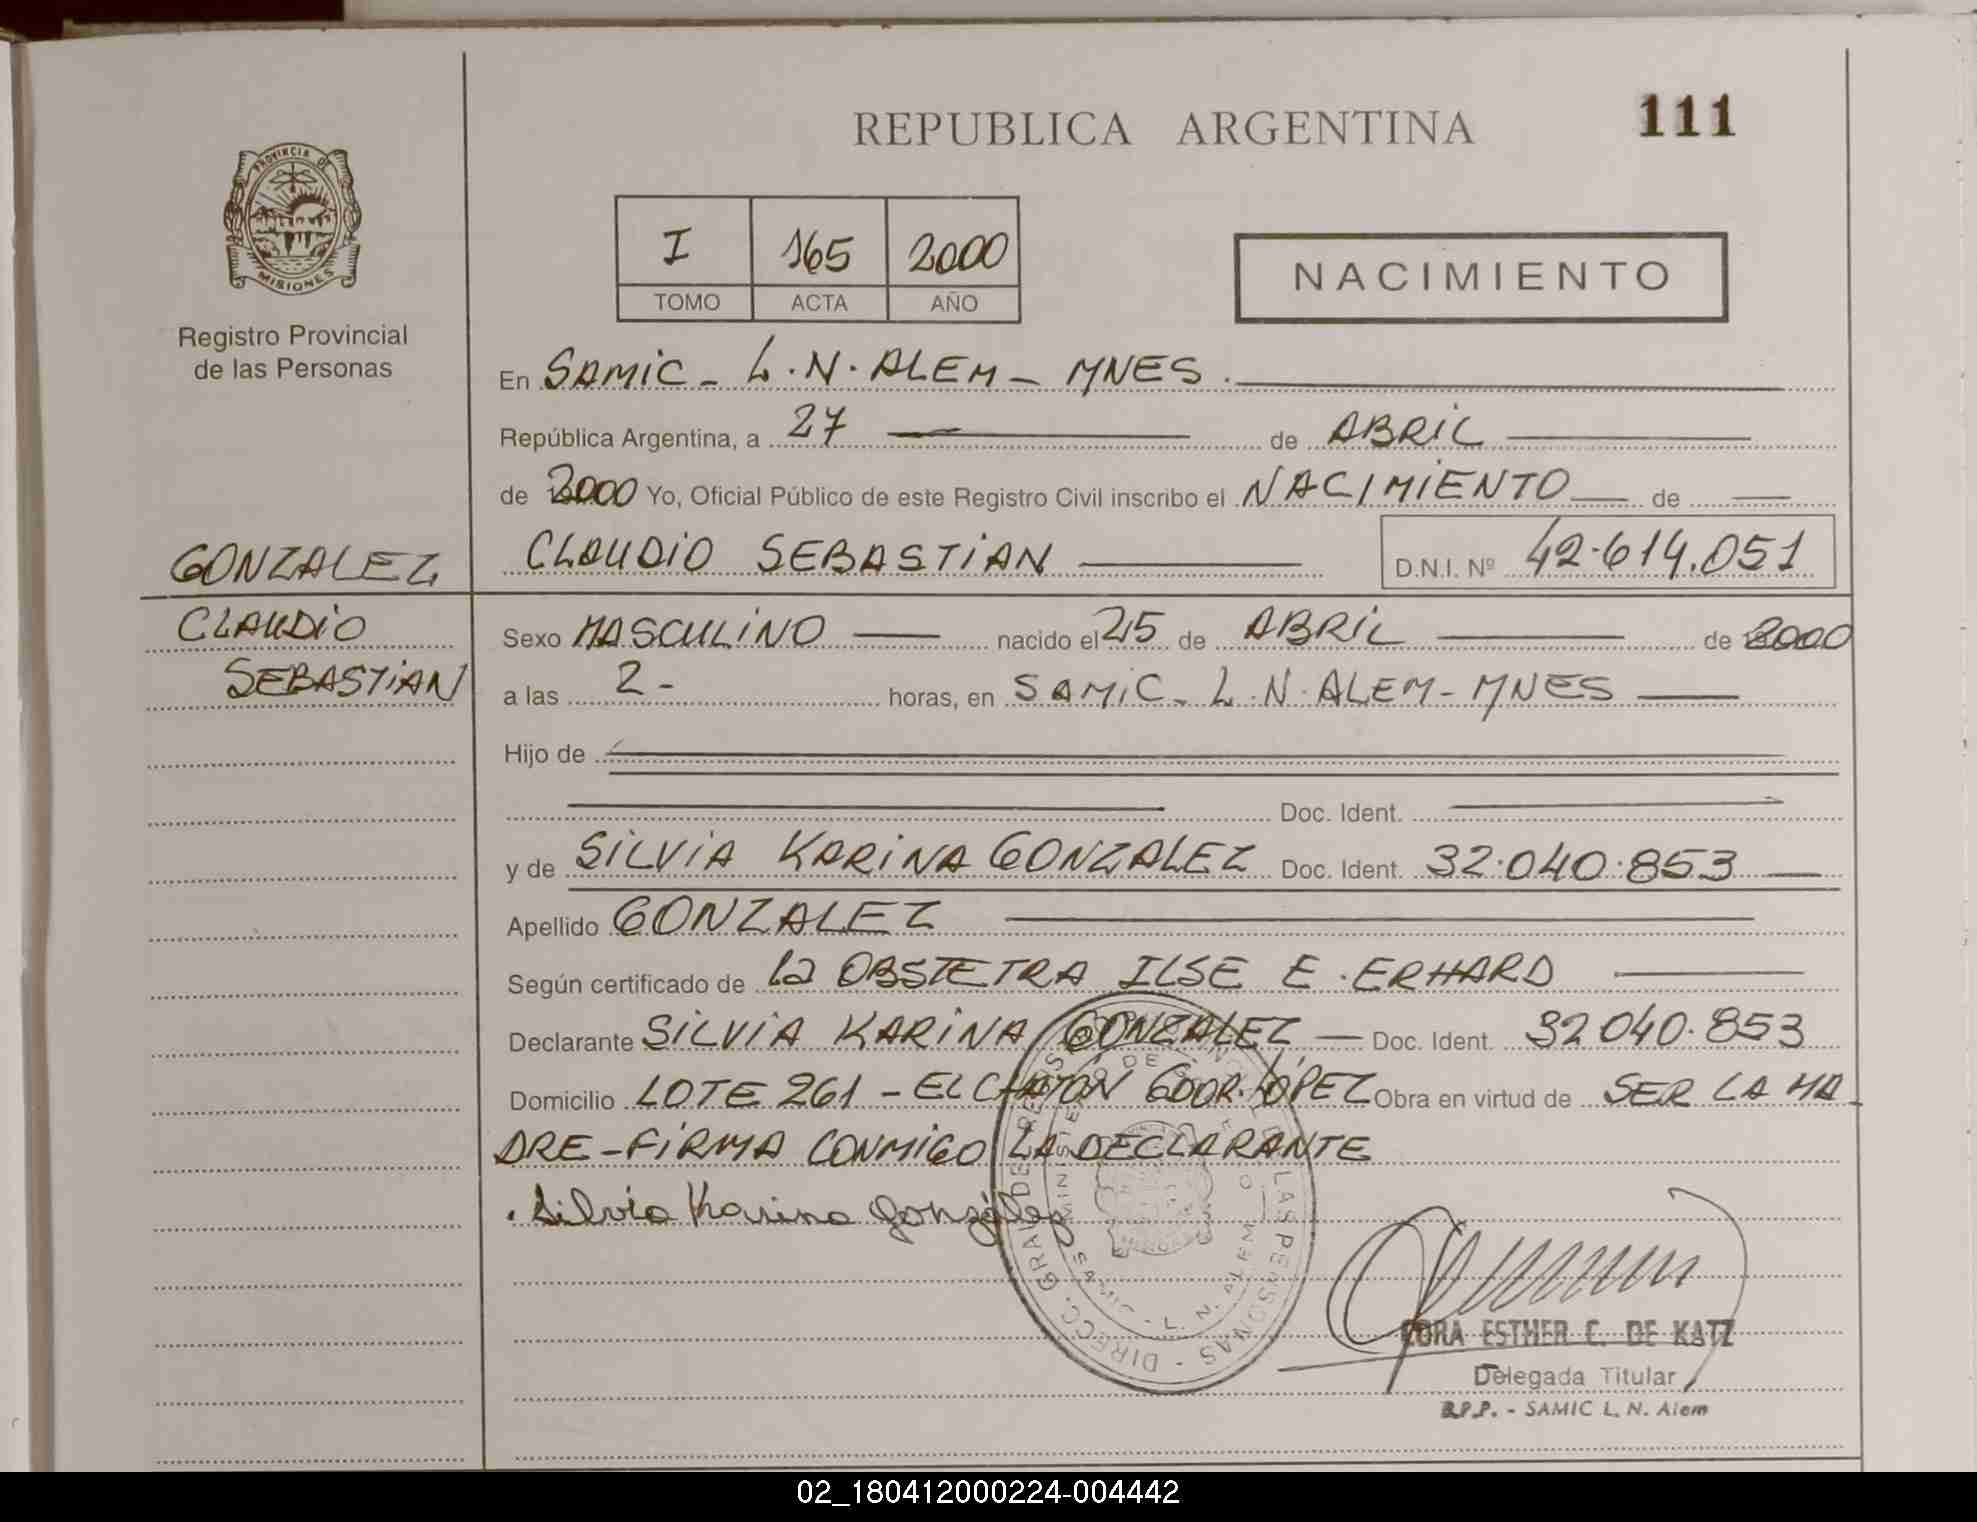 REPUBLICA ARGENTINA
111
PROVINCIA DE
MISIONES
Registro Provincial
de las Personas
I 165 2000
TOMO ACTA AÑO
NACIMIENTO
En SAMIC - L.N. ALEM - MNES.
República Argentina, a 27 de ABRIL
de 2000 Yo, Oficial Público de este Registro Civil inscribo el NACIMIENTO de
GONZALEZ
CLAUDIO SEBASTIAN D.N.I. Nº 42.614.051
CLAUDIO
SEBASTIAN
Sexo MASCULINO nacido el 25 de ABRIL de 2000
a las 2- horas, en SAMIC - L.N. ALEM - MNES
Hijo de
Doc. Ident.
y de SILVIA KARINA GONZALEZ Doc. Ident. 32.040.853
Apellido GONZALEZ
Según certificado de la OBSTETRA ILSE E. ERHARD
Declarante SILVIA KARINA GONZALEZ Doc. Ident. 32040.853
Domicilio LOTE 261 - EL CHATON GDOR. LOPEZ Obra en virtud de SER LA MA
DRE - FIRMA CONMIGO LA DECLARANTE
Silvia Karina González
CORA ESTHER C. DE KATZ
Delegada Titular
R.P.P. - SAMIC L. N. Alem
02_180412000224-004442